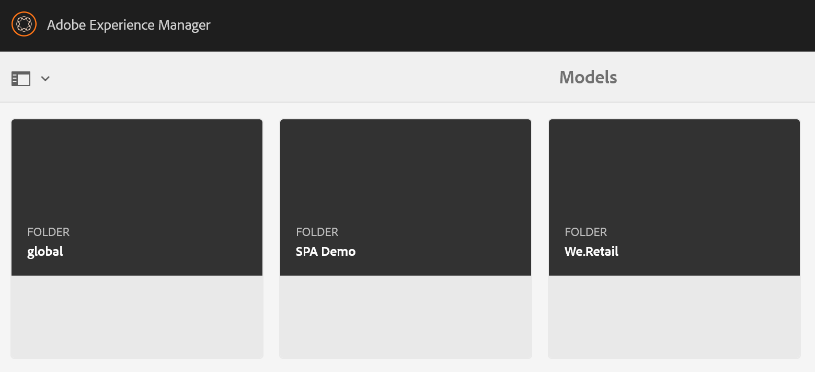 Adobe Experience Manager
Models
FOLDER
global
FOLDER
SPA Demo
FOLDER
We.Retail